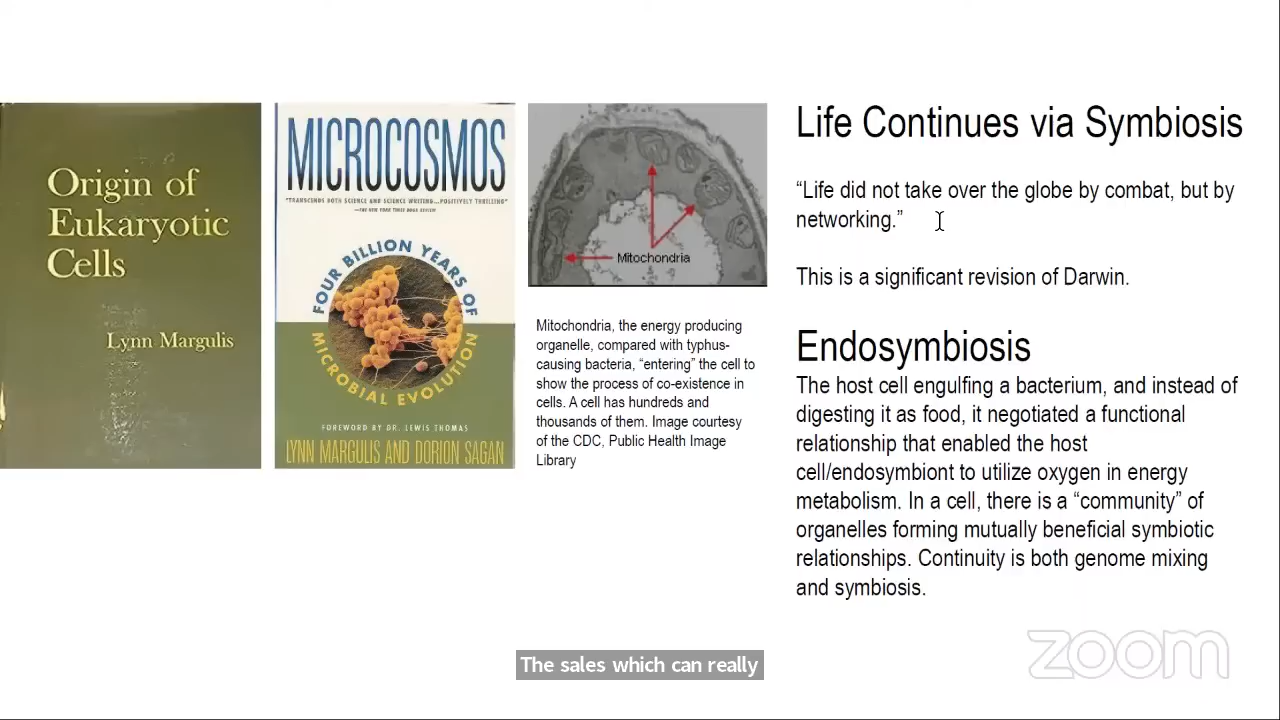 Origin of
Eukaryotic
Cells
Lynn Margulis
MICROCOSMOS
"TRANSCENDS BOTH SCIENCE AND SCIENCE WRITING...POSITIVELY THRILLING"
—THE NEW YORK TIMES BOOK REVIEW
FOUR BILLION YEARS OF
MICROBIAL EVOLUTION
FOREWORD BY DR. LEWIS THOMAS
LYNN MARGULIS AND DORION SAGAN
Mitochondria
Mitochondria, the energy producing
organelle, compared with typhus-
causing bacteria, “entering” the cell to
show the process of co-existence in
cells. A cell has hundreds and
thousands of them. Image courtesy
of the CDC, Public Health Image
Library
Life Continues via Symbiosis
“Life did not take over the globe by combat, but by
networking.”
This is a significant revision of Darwin.
Endosymbiosis
The host cell engulfing a bacterium, and instead of
digesting it as food, it negotiated a functional
relationship that enabled the host
cell/endosymbiont to utilize oxygen in energy
metabolism. In a cell, there is a “community” of
organelles forming mutually beneficial symbiotic
relationships. Continuity is both genome mixing
and symbiosis.
The sales which can really
zoom